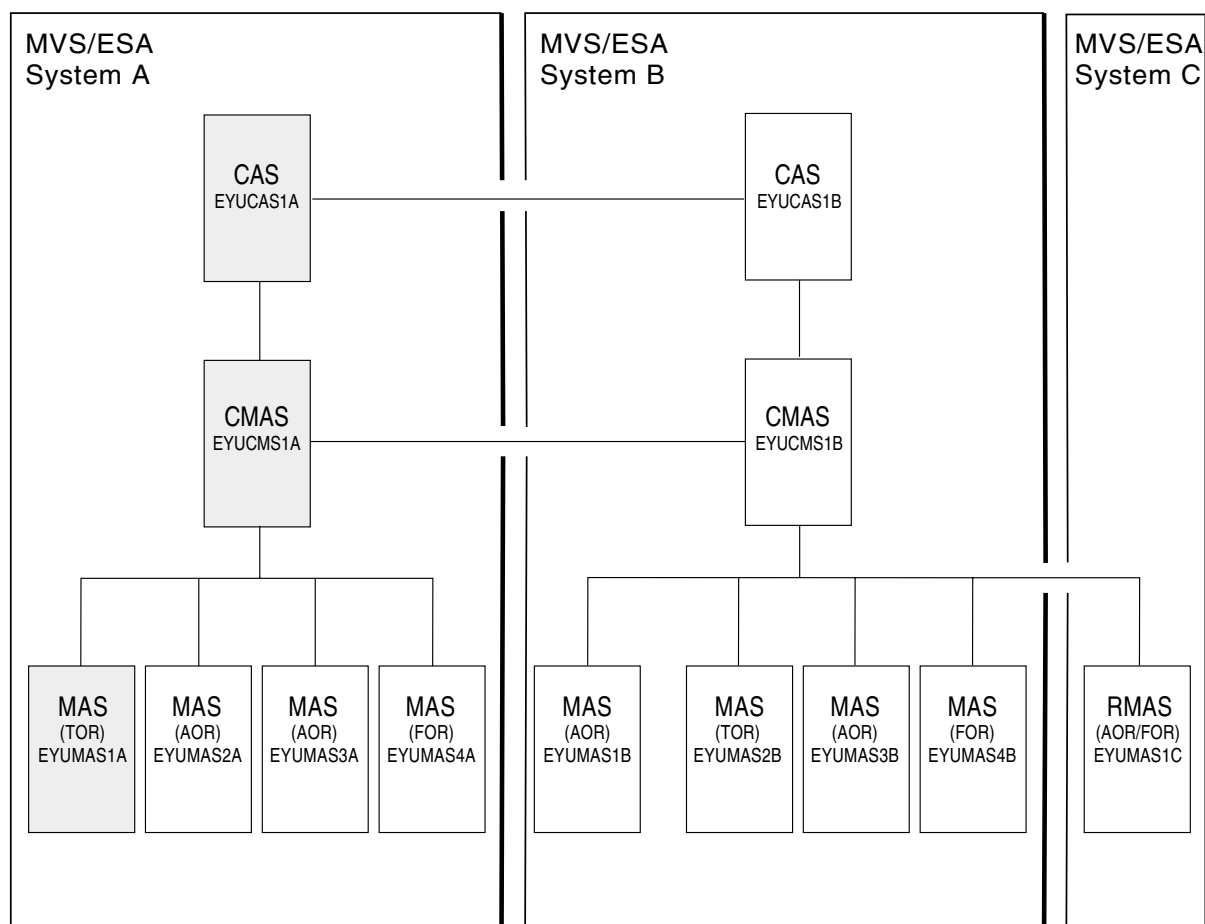 MVS/ESA
System A
MVS/ESA
System B
MVS/ESA
System C
CAS
EYUCAS1A
CAS
EYUCAS1B
CMAS
EYUCMS1A
CMAS
EYUCMS1B
MAS
(TOR)
EYUMAS1A
MAS
(AOR)
EYUMAS2A
MAS
(AOR)
EYUMAS3A
MAS
(FOR)
EYUMAS4A
MAS
(AOR)
EYUMAS1B
MAS
(TOR)
EYUMAS2B
MAS
(AOR)
EYUMAS3B
MAS
(FOR)
EYUMAS4B
RMAS
(AOR/FOR)
EYUMAS1C